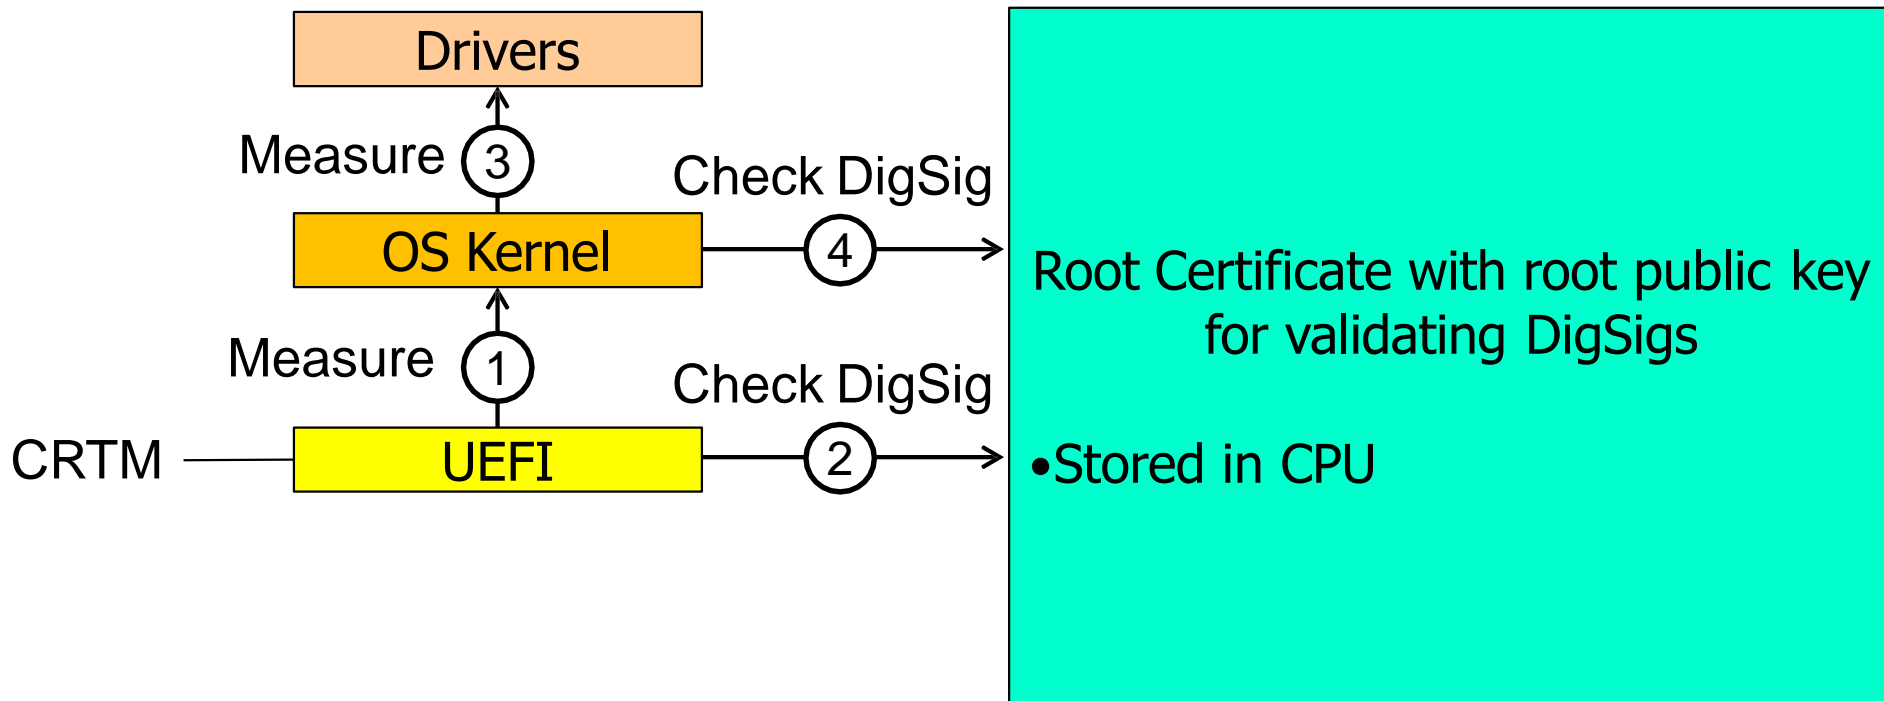 Drivers
Measure
3
Check DigSig
OS Kernel
4
Root Certificate with root public key
for validating DigSigs
Measure
1
Check DigSig
CRTM
UEFI
2
•Stored in CPU